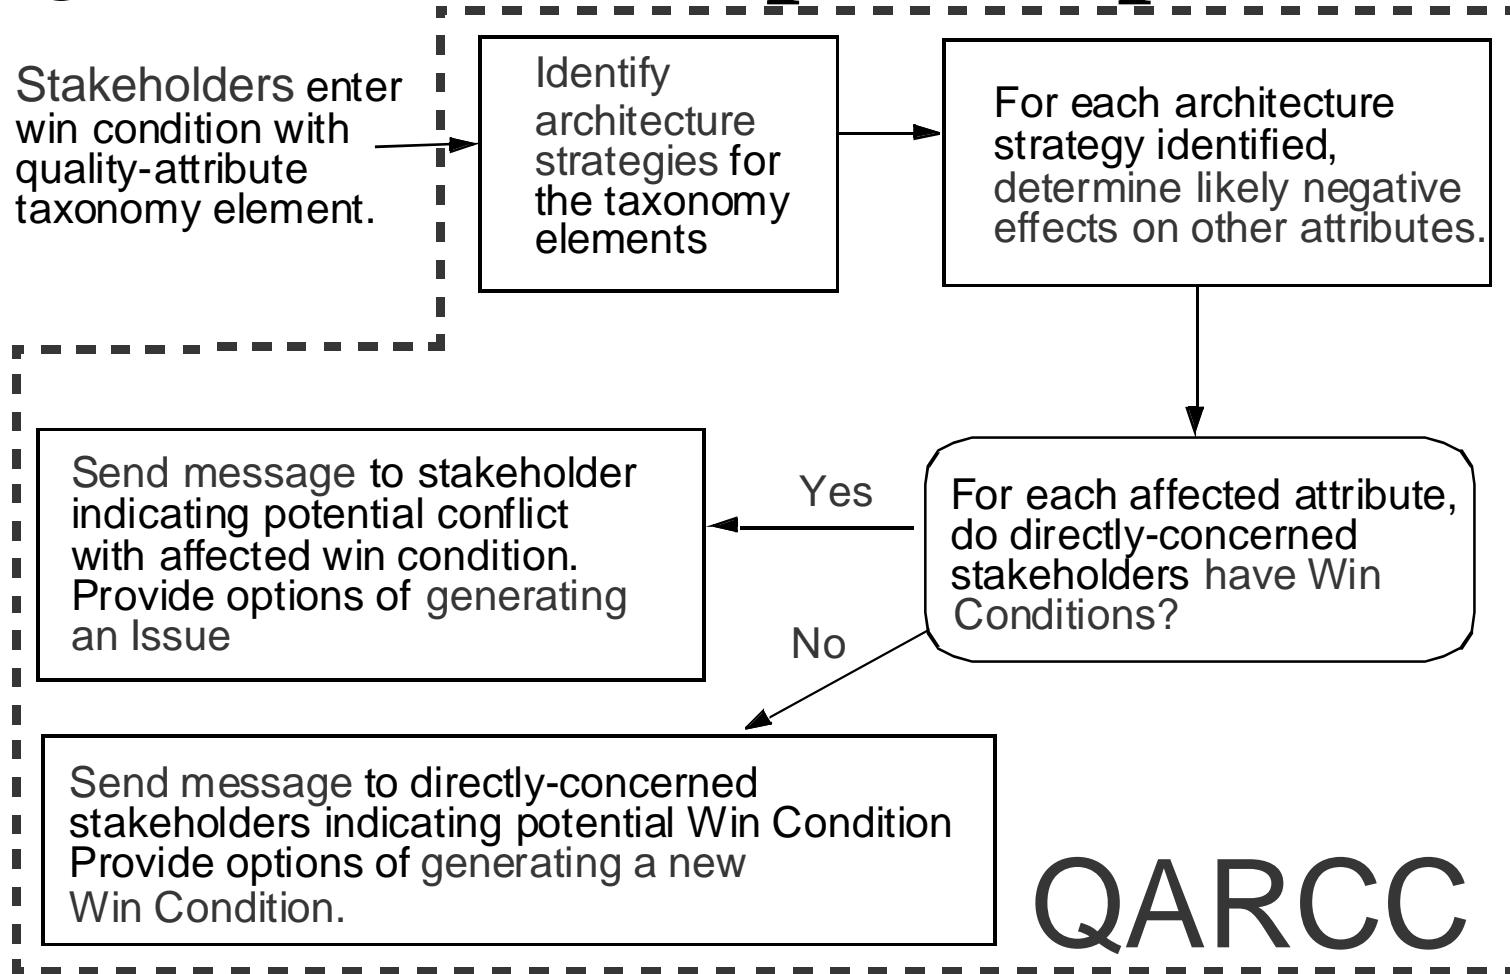 Stakeholders enter
win condition with
quality-attribute
taxonomy element.
Identify
architecture
strategies for
the taxonomy
elements
For each architecture
strategy identified,
determine likely negative
effects on other attributes.
For each affected attribute,
do directly-concerned
stakeholders have Win
Conditions?
Yes
Send message to stakeholder
indicating potential conflict
with affected win condition.
Provide options of generating
an Issue
No
Send message to directly-concerned
stakeholders indicating potential Win Condition
Provide options of generating a new
Win Condition.
QARCC